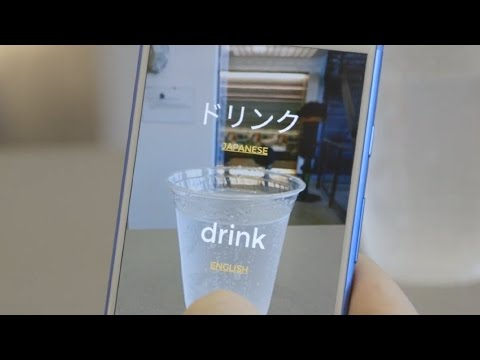 ドリンク
JAPANESE
drink
ENGLISH